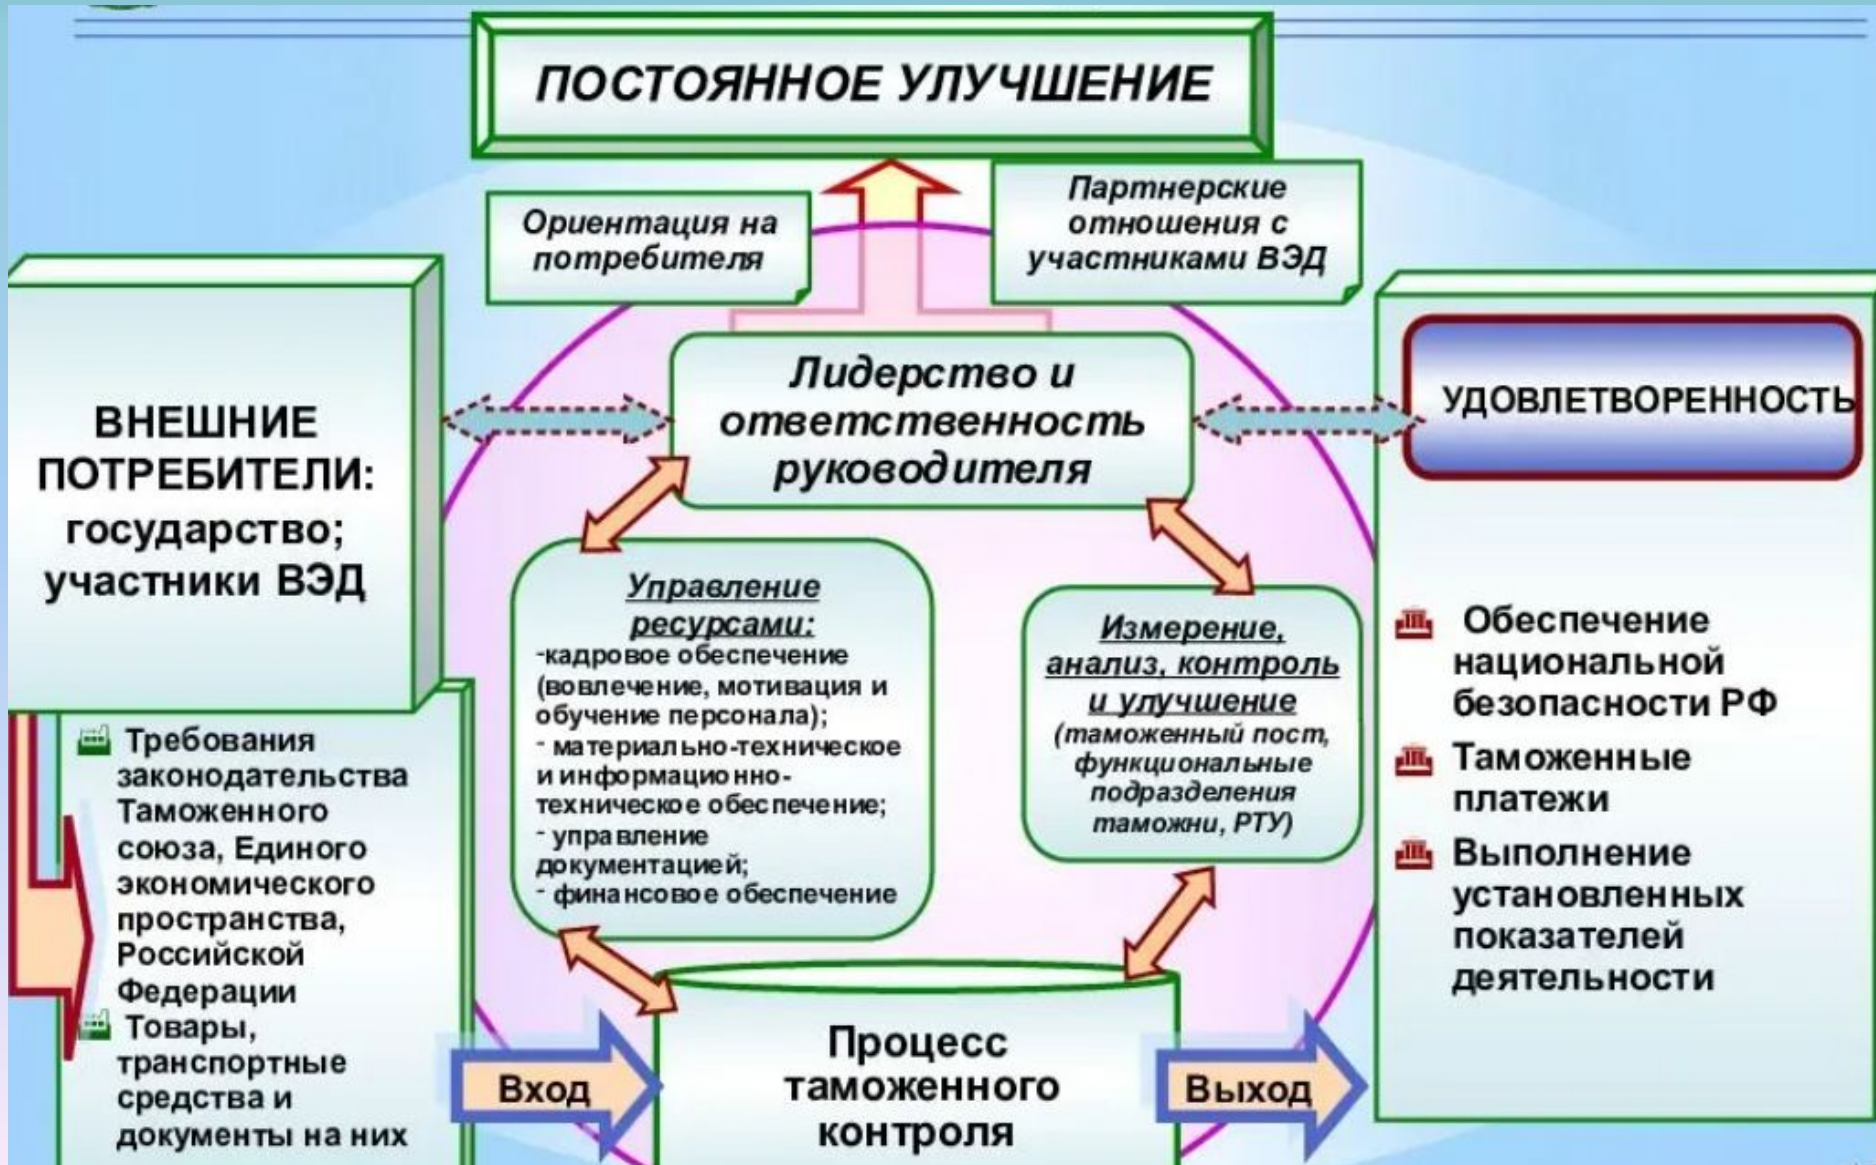 ПОСТОЯННОЕ УЛУЧШЕНИЕ
Ориентация на
потребителя
Партнерские
отношения с
участниками ВЭД
ВНЕШНИЕ
ПОТРЕБИТЕЛИ:
государство;
участники ВЭД
Лидерство и
ответственность
руководителя
УДОВЛЕТВОРЕННОСТЬ
Управление
ресурсами:
-кадровое обеспечение
(вовлечение, мотивация и
обучение персонала);
- материально-техническое
и информационно-
техническое обеспечение;
- управление
документацией;
- финансовое обеспечение
Измерение,
анализ, контроль
и улучшение
(таможенный пост,
функциональные
подразделения
таможни, РТУ)
Обеспечение
национальной
безопасности РФ
Таможенные
платежи
Выполнение
установленных
показателей
деятельности
Требования
законодательства
Таможенного
союза, Единого
экономического
пространства,
Российской
Федерации
Товары,
транспортные
средства и
документы на них
Вход
Процесс
таможенного
контроля
Выход